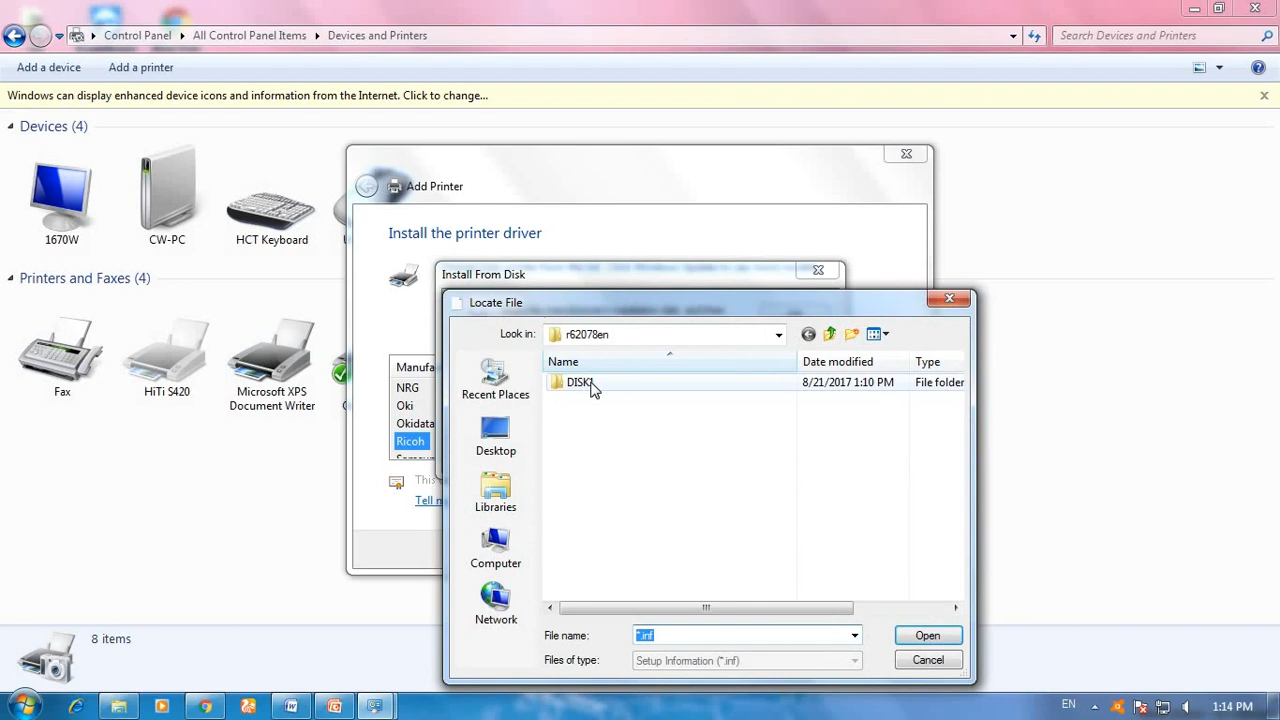 Control Panel
All Control Panel Items
Devices and Printers
Search Devices and Printers
Add a device
Add a printer
Windows can display enhanced device icons and information from the Internet. Click to change...
Devices (4)
1670W
CW-PC
HCT Keyboard
Printers and Faxes (4)
Fax
HiTi S420
Microsoft XPS
Document Writer
Add Printer
Install the printer driver
Manufa
NRG
Oki
Okidata
Ricoh
This
Tell m
Install From Disk
Locate File
Look in:
r62078en
Name
Date modified
Type
DISK1
8/21/2017 1:10 PM
File folder
Recent Places
Desktop
Libraries
Computer
Network
File name:
*.inf
Open
Files of type:
Setup Information (*.inf)
Cancel
8 items
EN
1:14 PM